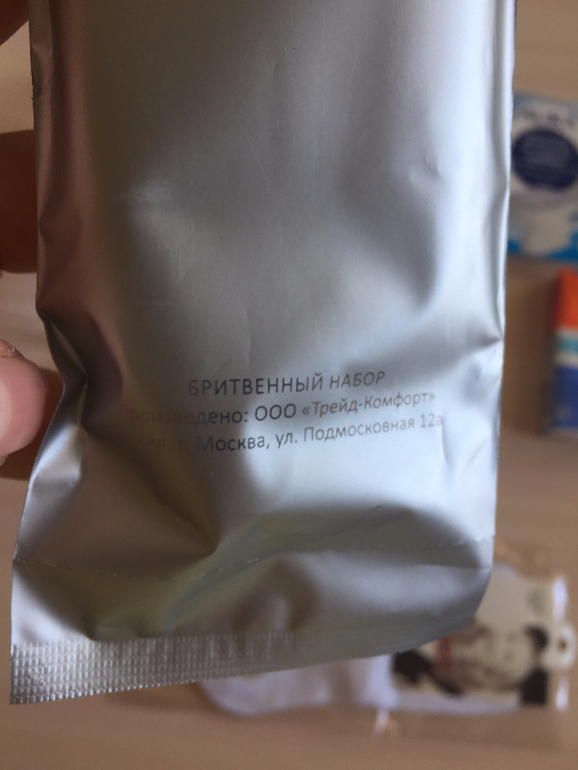 БРИТВЕННЫЙ НАБОР
ООО «Трейд-Комфорт»
Москва, ул. Подмосковная 12а